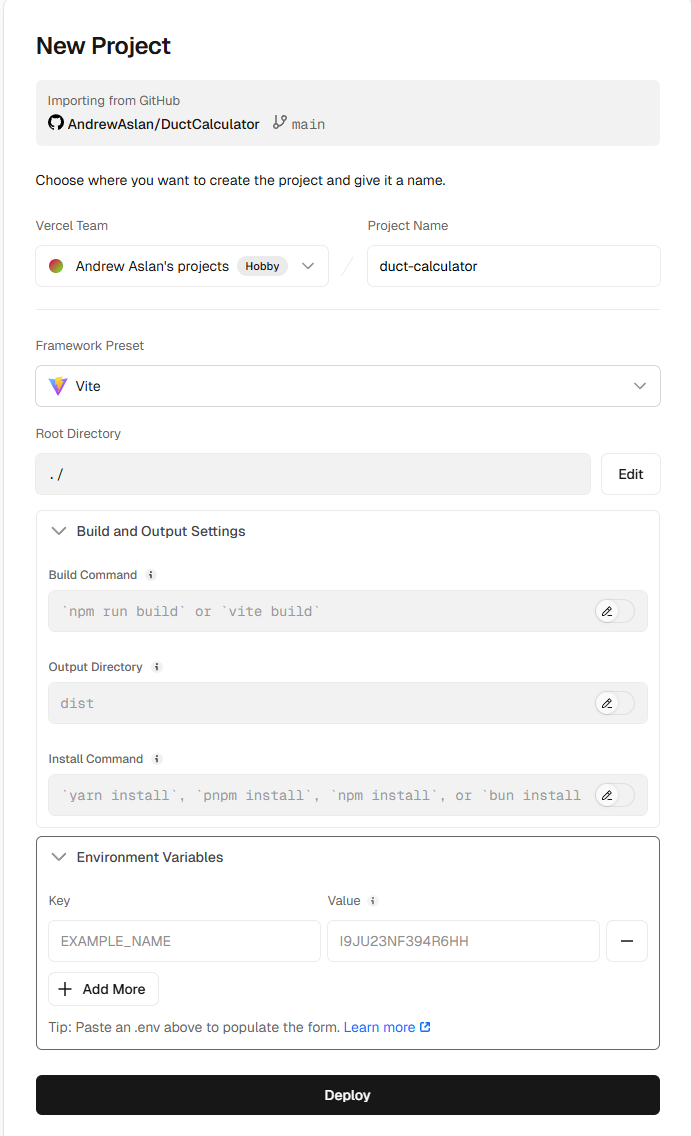 New Project
Importing from GitHub
AndrewAslan/DuctCalculator main
Choose where you want to create the project and give it a name.
Vercel Team
Project Name
Andrew Aslan's projects Hobby
/
duct-calculator
Framework Preset
Vite
Root Directory
./
Edit
Build and Output Settings
Build Command
`npm run build` or `vite build`
Output Directory
dist
Install Command
`yarn install`, `pnpm install`, `npm install`, or `bun install
Environment Variables
Key
Value
EXAMPLE_NAME
I9JU23NF394R6HH
Add More
Tip: Paste an .env above to populate the form. Learn more
Deploy